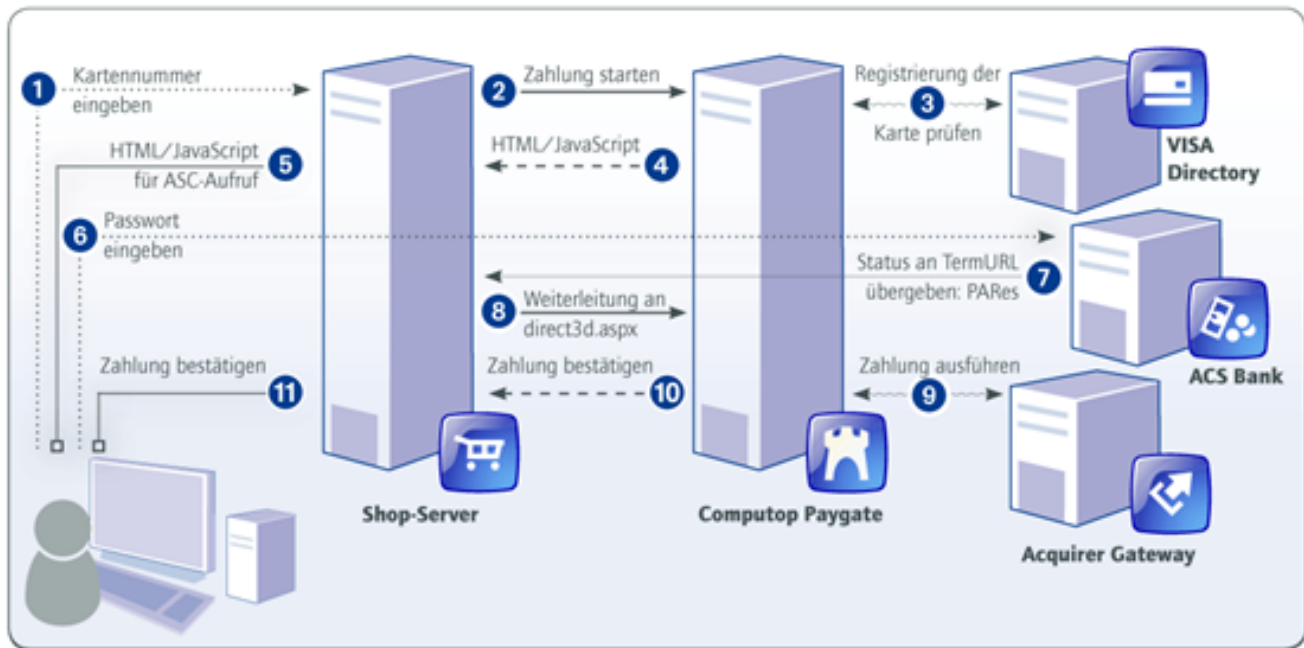 1
Kartennummer
eingeben
2
Zahlung starten
Registrierung der
3
Karte prüfen
VISA
Directory
HTML/JavaScript
5
für ASC-Aufruf
HTML/JavaScript
4
6
Passwort
eingeben
Status an TermURL
7
übergeben: PARes
8
Weiterleitung an
direct3d.aspx
ACS Bank
Zahlung bestätigen
11
Zahlung bestätigen
10
Zahlung ausführen
9
Shop-Server
Computop Paygate
Acquirer Gateway